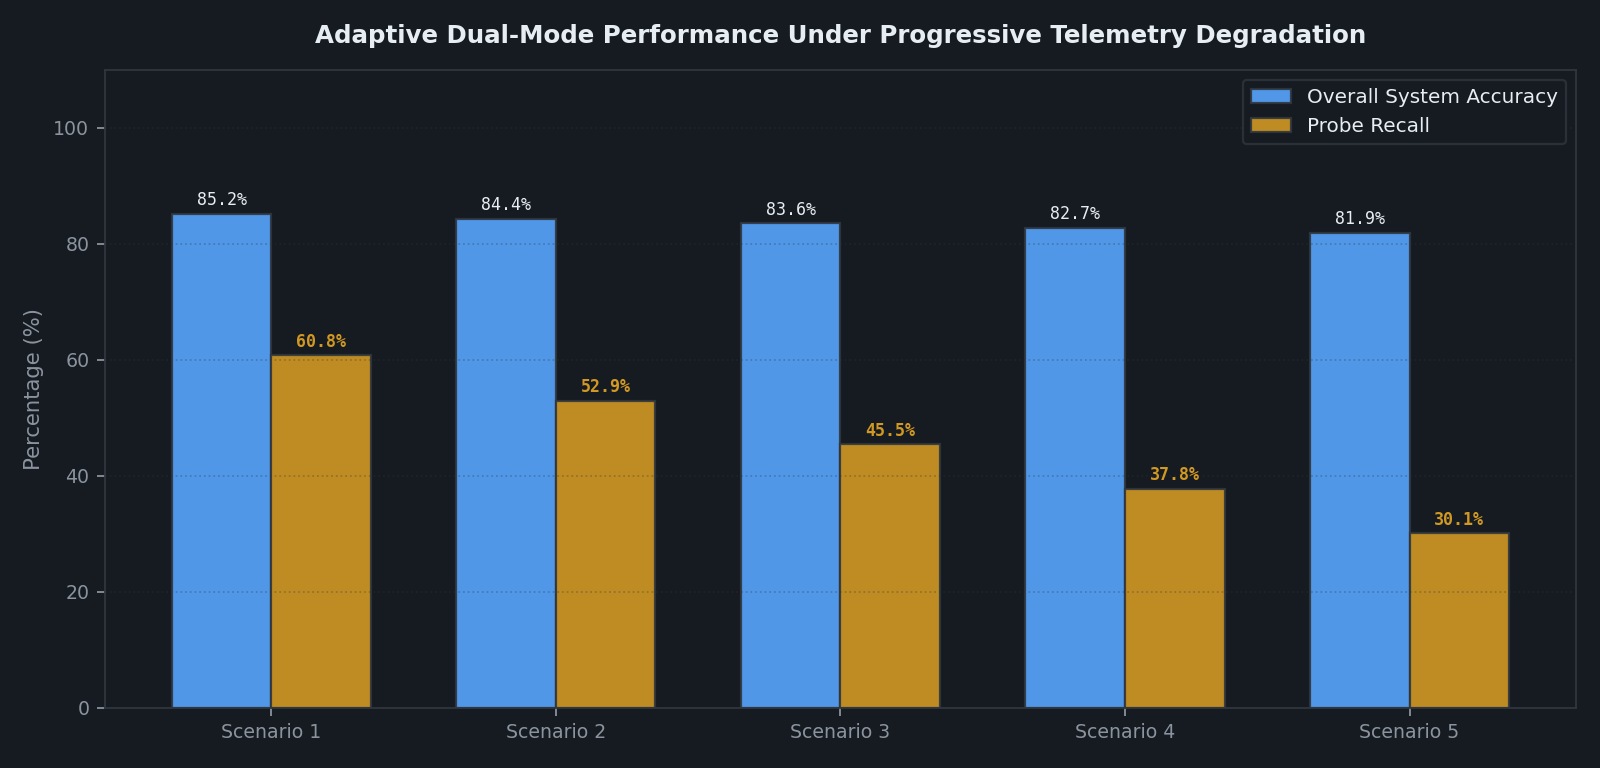 Adaptive Dual-Mode Performance Under Progressive Telemetry Degradation
Overall System Accuracy
Probe Recall
Percentage (%)
100
80
60
40
20
0
85.2%
60.8%
84.4%
52.9%
83.6%
45.5%
82.7%
37.8%
81.9%
30.1%
Scenario 1
Scenario 2
Scenario 3
Scenario 4
Scenario 5